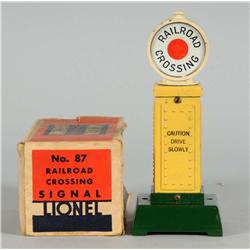 RAILROAD
CROSSING
CAUTION
DRIVE
SLOWLY
No. 87
RAILROAD
CROSSING
SIGNAL
LIONEL